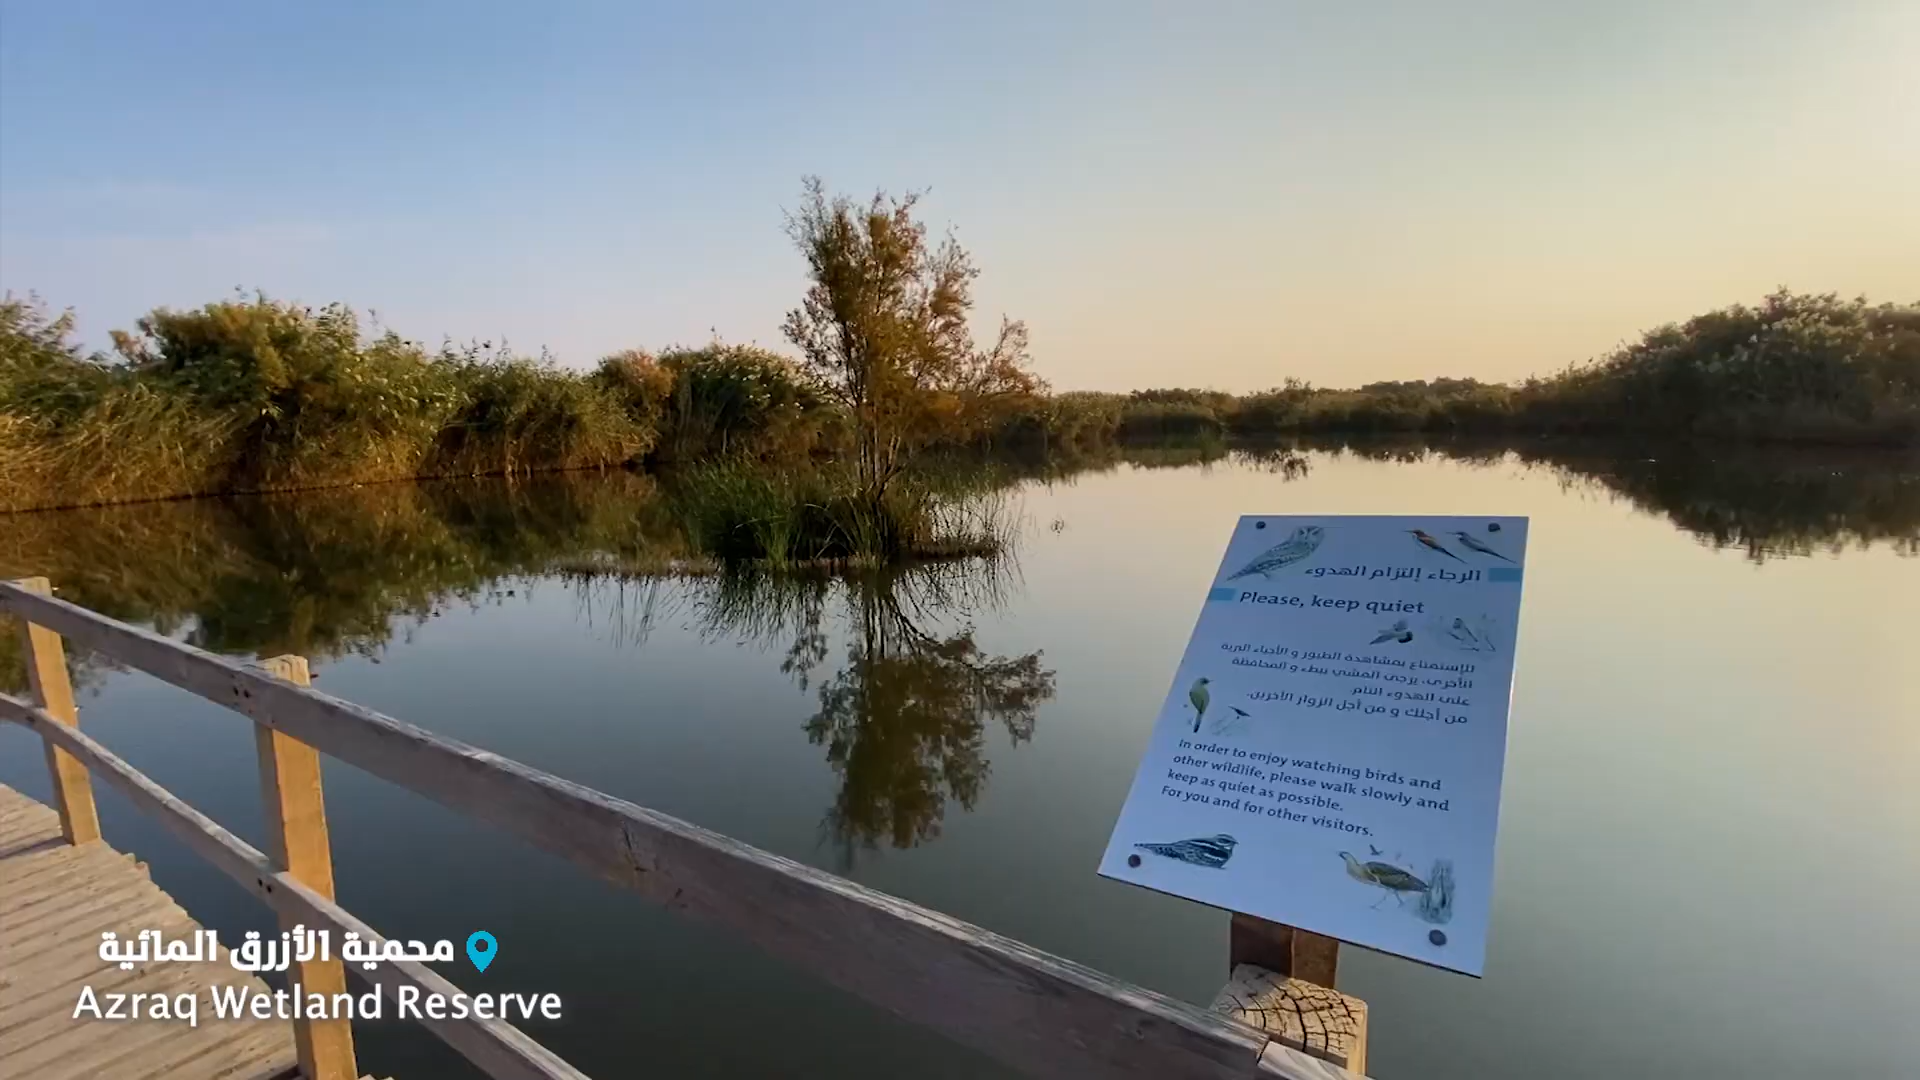 الرجاء إلتزام الهدوء
Please, keep quiet
للإستمتاع بمشاهدة الطيور و الأحياء البرية
الأخرى، يرجى المشي ببطء و المحافظة
على الهدوء التام.
من أجلك و من أجل الزوار الآخرين.
In order to enjoy watching birds and
other wildlife, please walk slowly and
keep as quiet as possible.
For you and for other visitors.
محمية الأزرق المائية
Azraq Wetland Reserve